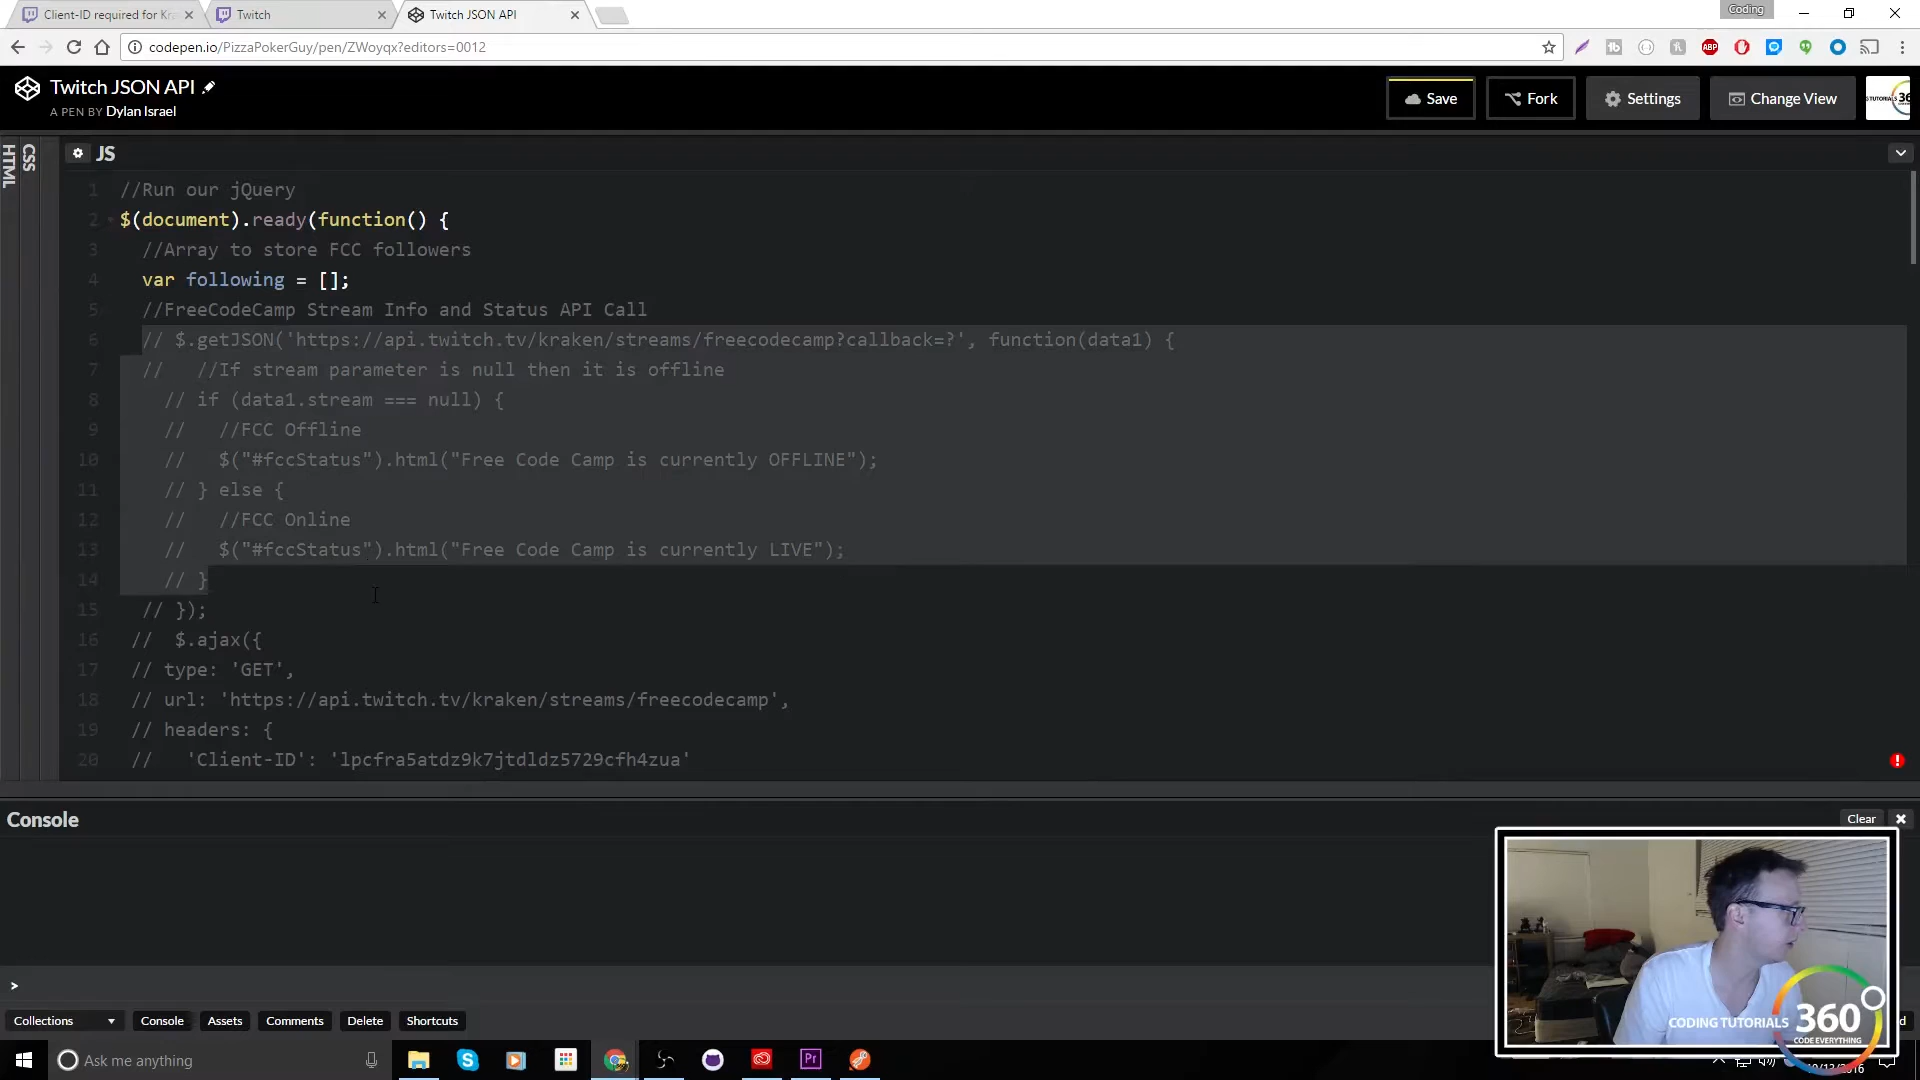 Client-ID required for Kra
Twitch
Twitch JSON API
Coding
codepen.io/PizzaPokerGuy/pen/ZWoyqx?editors=0012
ABP
Twitch JSON API
A PEN BY Dylan Israel
Save
Fork
Settings
Change View
HTML
CSS
JS
1 //Run our jQuery
2 $(document).ready(function() {
3 //Array to store FCC followers
4 var following = [];
5 //FreeCodeCamp Stream Info and Status API Call
6 // $.getJSON('https://api.twitch.tv/kraken/streams/freecodecamp?callback=?', function(data1) {
7 // //If stream parameter is null then it is offline
8 // if (data1.stream === null) {
9 // //FCC Offline
10 // $("#fccStatus").html("Free Code Camp is currently OFFLINE");
11 // } else {
12 // //FCC Online
13 // $("#fccStatus").html("Free Code Camp is currently LIVE");
14 // }
15 // });
16 // $.ajax({
17 // type: 'GET',
18 // url: 'https://api.twitch.tv/kraken/streams/freecodecamp',
19 // headers: {
20 // 'Client-ID': 'lpcfra5atdz9k7jtdldz5729cfh4zua'
Console
Clear
>
Collections
Console
Assets
Comments
Delete
Shortcuts
CODING TUTORIALS 360
CODE EVERYTHING
Ask me anything
Pr